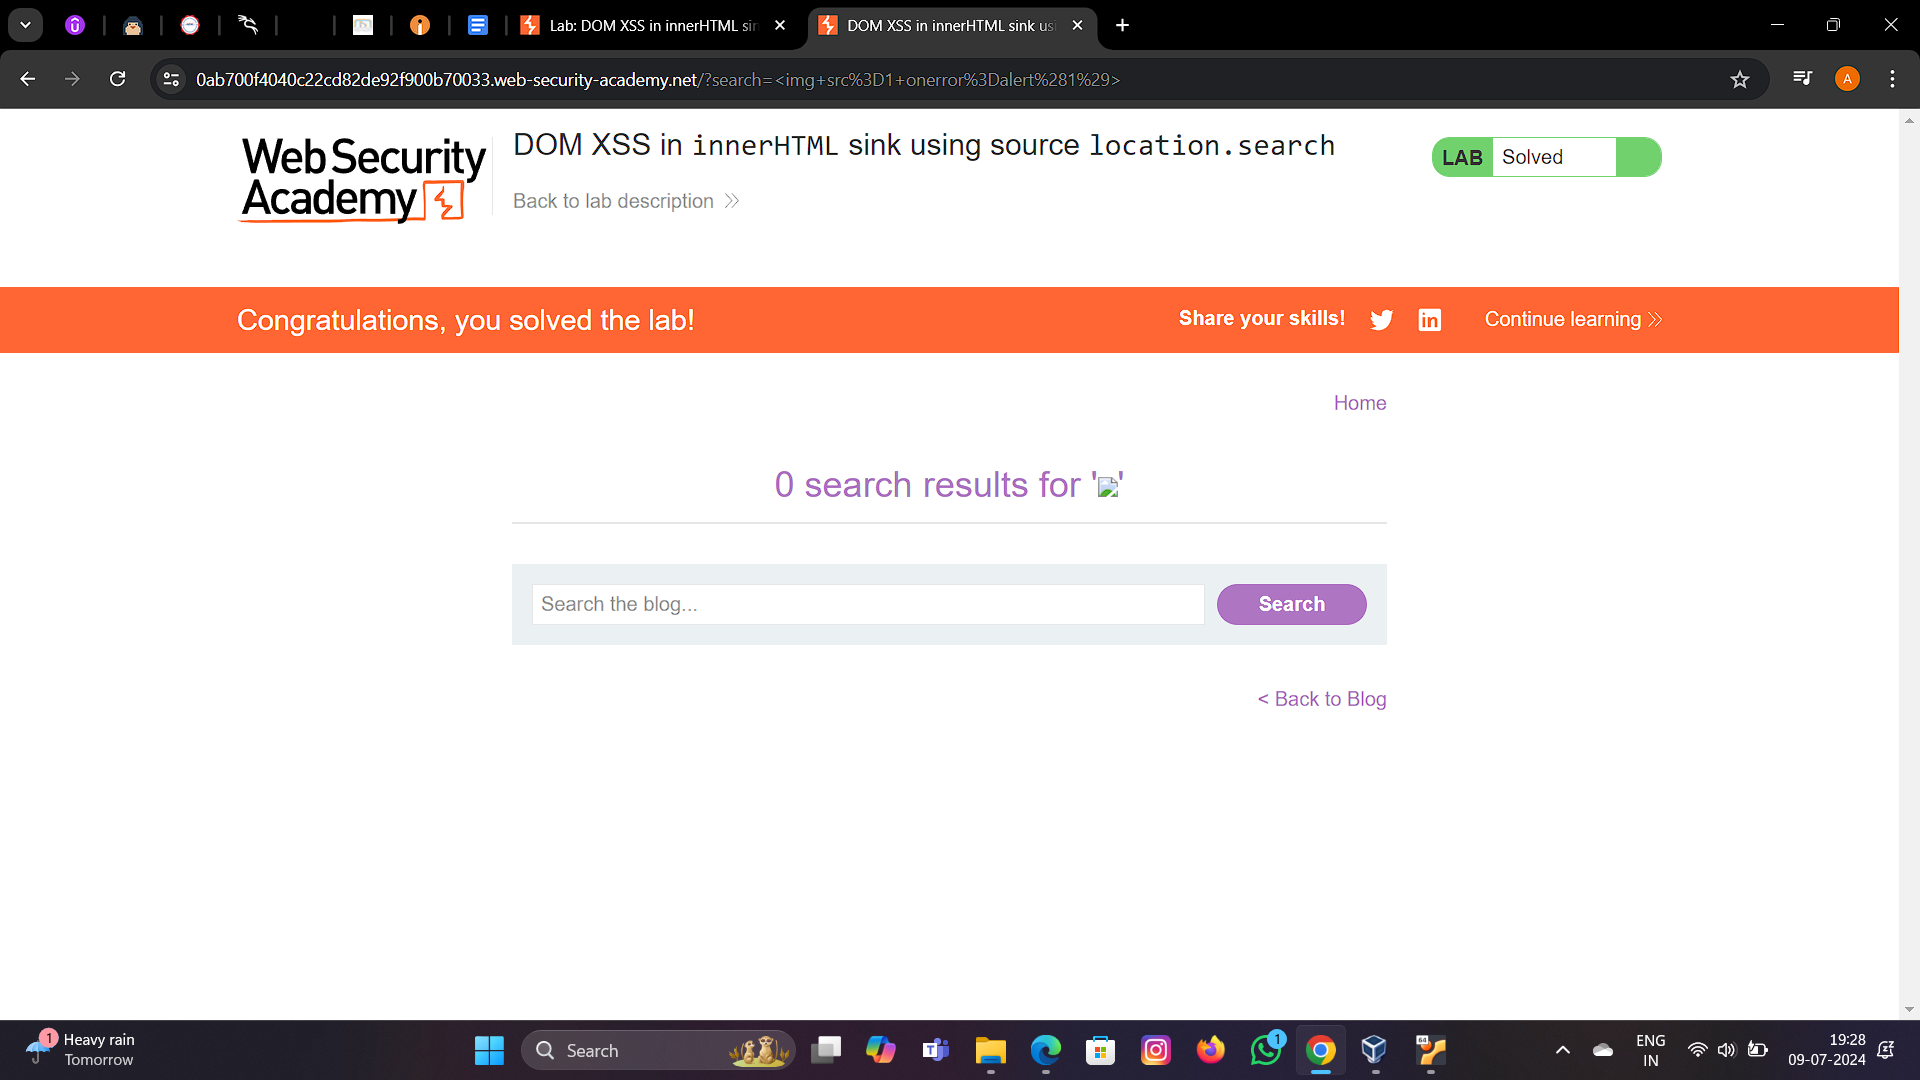 Lab: DOM XSS in innerHTML sin
DOM XSS in innerHTML sink usi
0ab700f4040c22cd82de92f900b70033.web-security-academy.net/?search=<img+src%3D1+onerror%3Dalert%281%29>
A
Web Security
Academy
DOM XSS in innerHTML sink using source location.search
Back to lab description
LAB Solved
Congratulations, you solved the lab!
Share your skills!
Continue learning
Home
0 search results for ''
Search the blog...
Search
< Back to Blog
1
Heavy rain
Tomorrow
Search
1
64
ENG
IN
19:28
09-07-2024